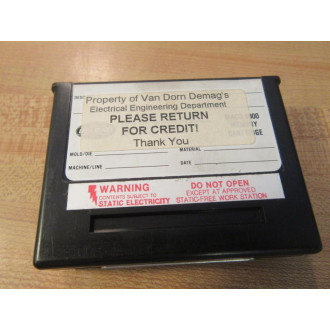 Property of Van Dorn Demag's
Electrical Engineering Department
PLEASE RETURN
FOR CREDIT!
Thank You
MOLD/DIE
MATERIAL
MACHINE/LINE
DATE
WARNING
CONTENTS SUBJECT TO
STATIC ELECTRICITY
DO NOT OPEN
EXCEPT AT APPROVED
STATIC-FREE WORK STATION